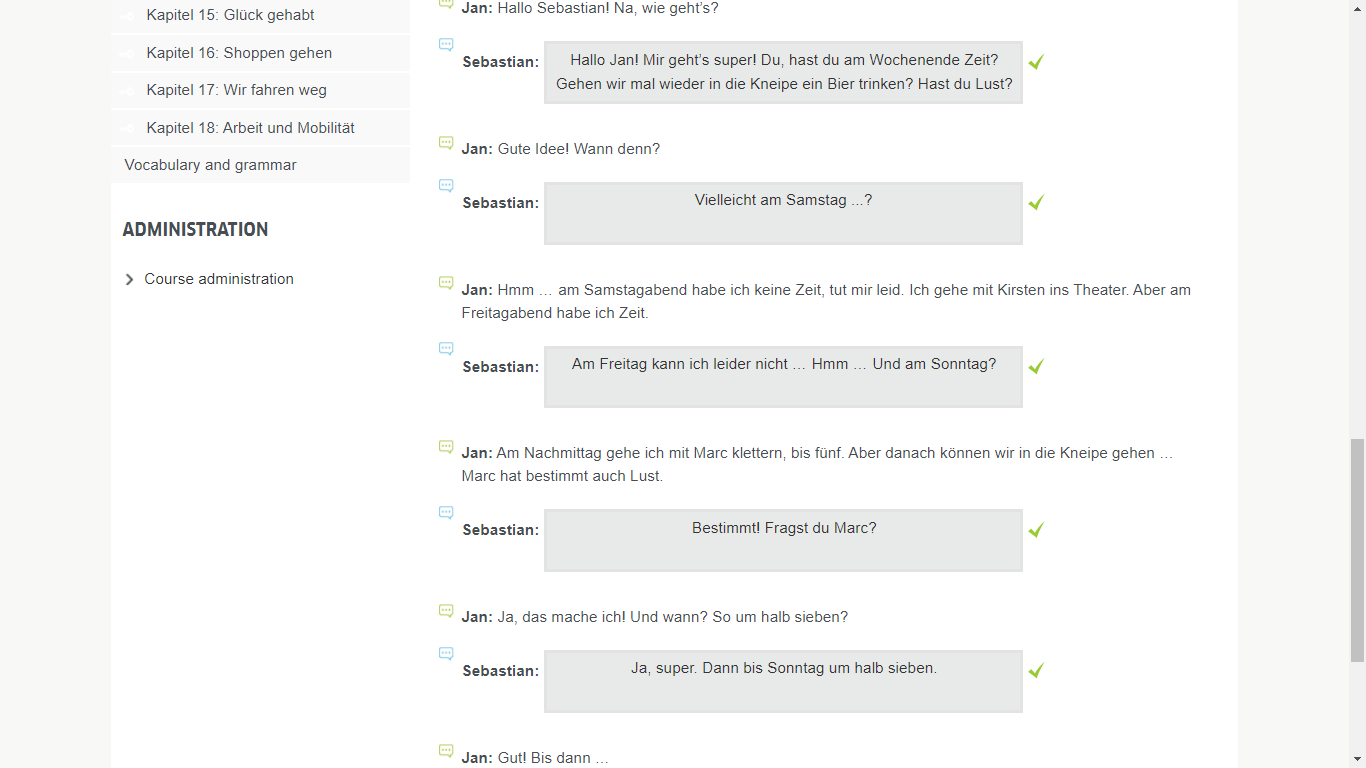 Kapitel 15: Glück gehabt
Kapitel 16: Shoppen gehen
Kapitel 17: Wir fahren weg
Kapitel 18: Arbeit und Mobilität
Vocabulary and grammar
ADMINISTRATION
Course administration
Jan: Hallo Sebastian! Na, wie geht’s?
Sebastian:
Hallo Jan! Mir geht’s super! Du, hast du am Wochenende Zeit?
Gehen wir mal wieder in die Kneipe ein Bier trinken? Hast du Lust?
Jan: Gute Idee! Wann denn?
Sebastian:
Vielleicht am Samstag ...?
Jan: Hmm … am Samstagabend habe ich keine Zeit, tut mir leid. Ich gehe mit Kirsten ins Theater. Aber am
Freitagabend habe ich Zeit.
Sebastian:
Am Freitag kann ich leider nicht … Hmm … Und am Sonntag?
Jan: Am Nachmittag gehe ich mit Marc klettern, bis fünf. Aber danach können wir in die Kneipe gehen …
Marc hat bestimmt auch Lust.
Sebastian:
Bestimmt! Fragst du Marc?
Jan: Ja, das mache ich! Und wann? So um halb sieben?
Sebastian:
Ja, super. Dann bis Sonntag um halb sieben.
Jan: Gut! Bis dann …